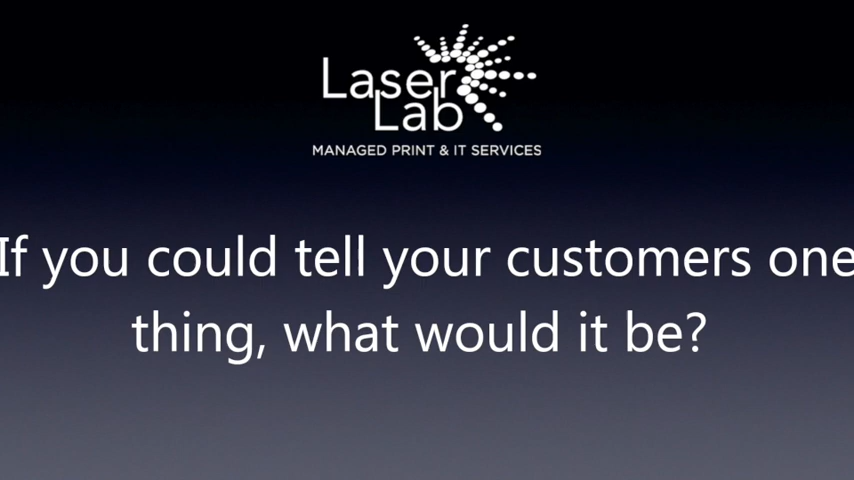 Laser
Lab
MANAGED PRINT & IT SERVICES
If you could tell your customers one
thing, what would it be?